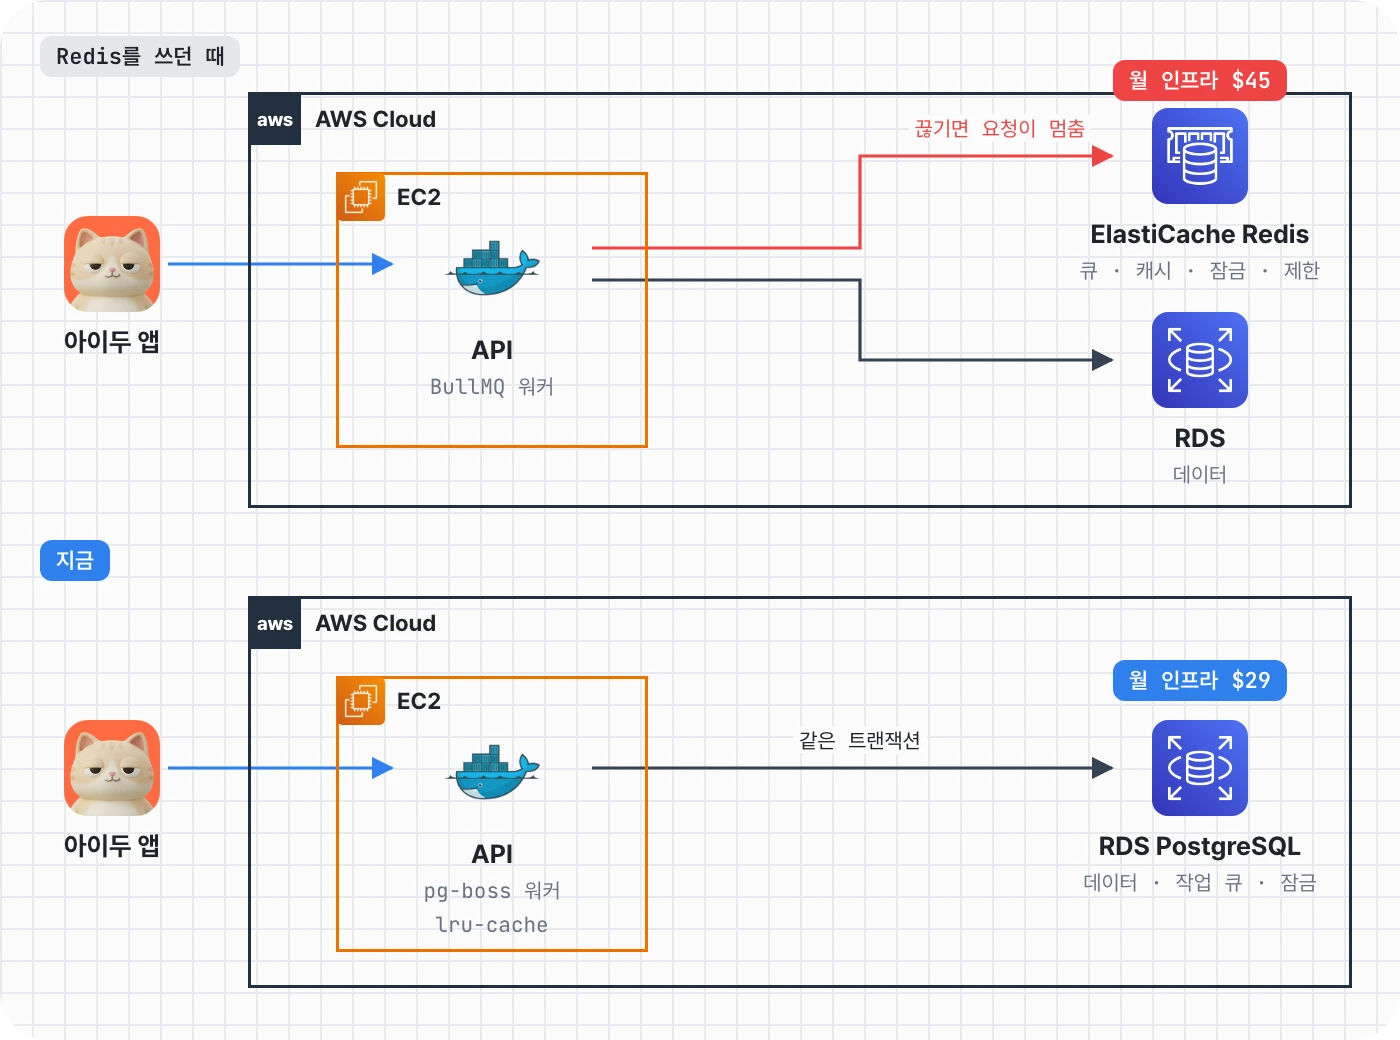 Redis를 쓰던 때
월 인프라 $45
aws AWS Cloud
끊기면 요청이 멈춤
EC2
ElastiCache Redis
큐 · 캐시 · 잠금 · 제한
아이두 앱
API
BullMQ 워커
RDS
데이터
지금
aws AWS Cloud
월 인프라 $29
EC2
같은 트랜잭션
아이두 앱
API
RDS PostgreSQL
데이터 · 작업 큐 · 잠금
pg-boss 워커
lru-cache